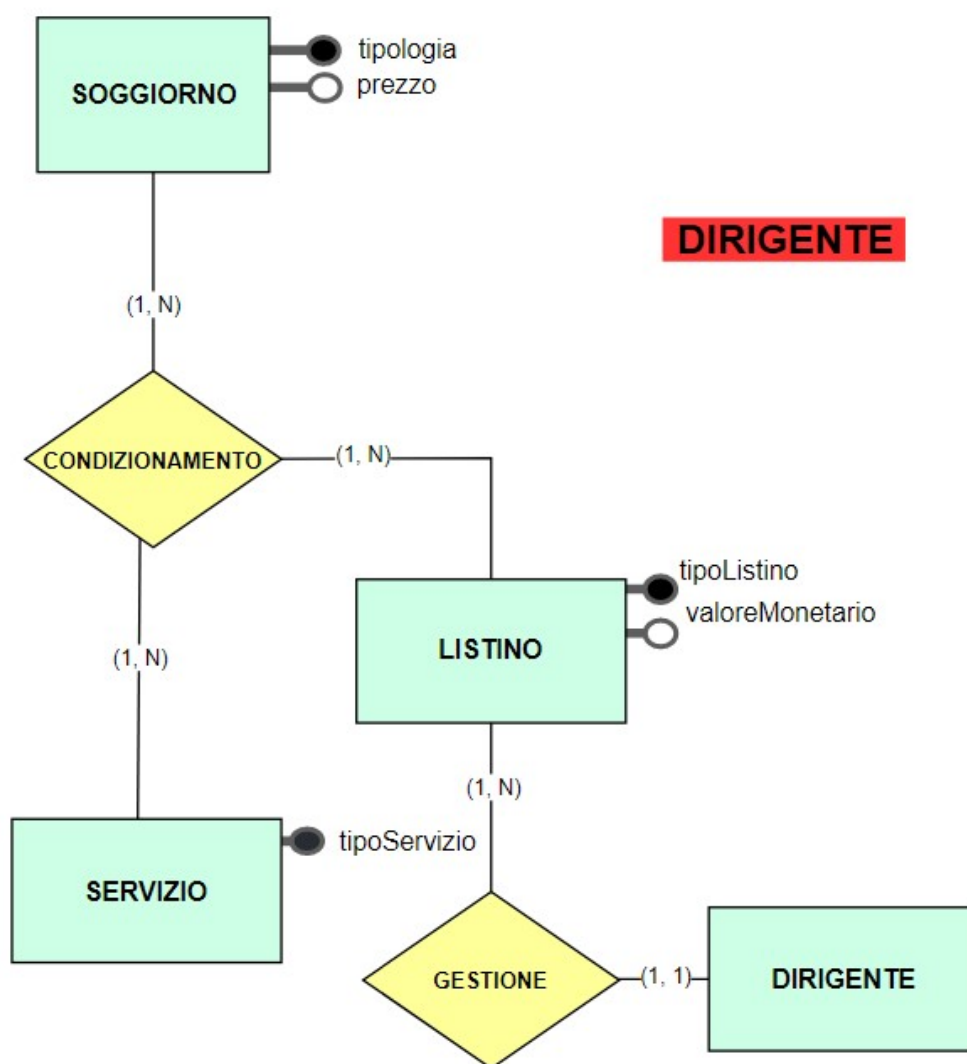 tipologia
SOGGIORNO
prezzo
DIRIGENTE
(1, N)
CONDIZIONAMENTO
(1, N)
tipoListino
valoreMonetario
LISTINO
(1, N)
(1, N)
tipoServizio
SERVIZIO
GESTIONE
(1, 1)
DIRIGENTE